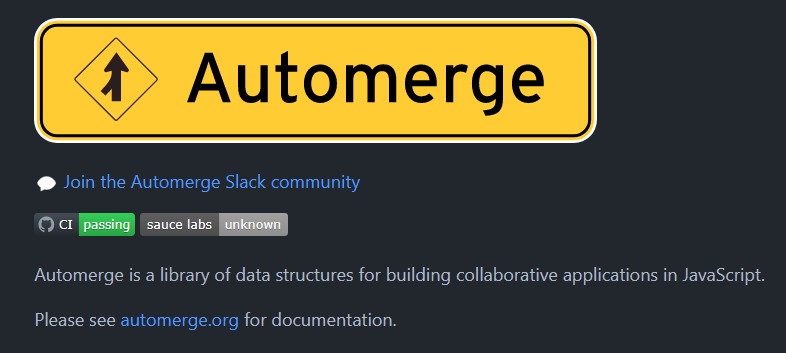 Automerge
Join the Automerge Slack community
CI passing sauce labs unknown
Automerge is a library of data structures for building collaborative applications in JavaScript.
Please see automerge.org for documentation.